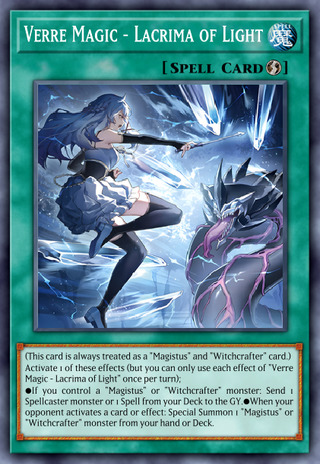 Verre Magic - Lacrima of Light
魔
[Spell Card]
(This card is always treated as a "Magistus" and "Witchcrafter" card.)
Activate 1 of these effects (but you can only use each effect of "Verre
Magic - Lacrima of Light" once per turn);
●If you control a "Magistus" or "Witchcrafter" monster: Send 1
Spellcaster monster or 1 Spell from your Deck to the GY.●When your
opponent activates a card or effect: Special Summon 1 "Magistus" or
"Witchcrafter" monster from your hand or Deck.